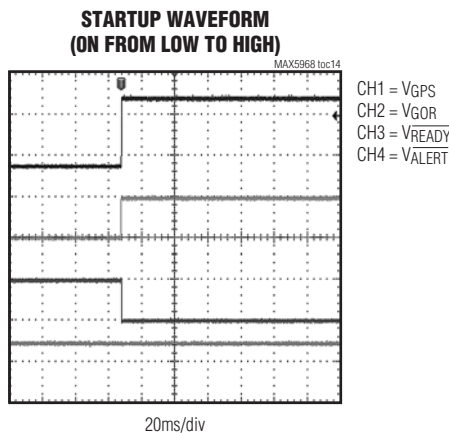 STARTUP WAVEFORM
(ON FROM LOW TO HIGH)
MAX5968 toc14
CH1 = VGPS
CH2 = VGOR
CH3 = VREADY
CH4 = VALERT
20ms/div